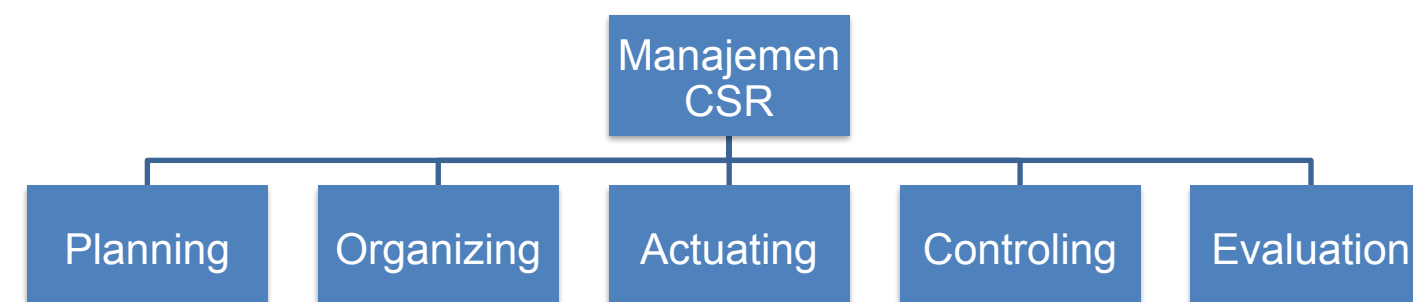 Manajemen
CSR
Planning
Organizing
Actuating
Controling
Evaluation